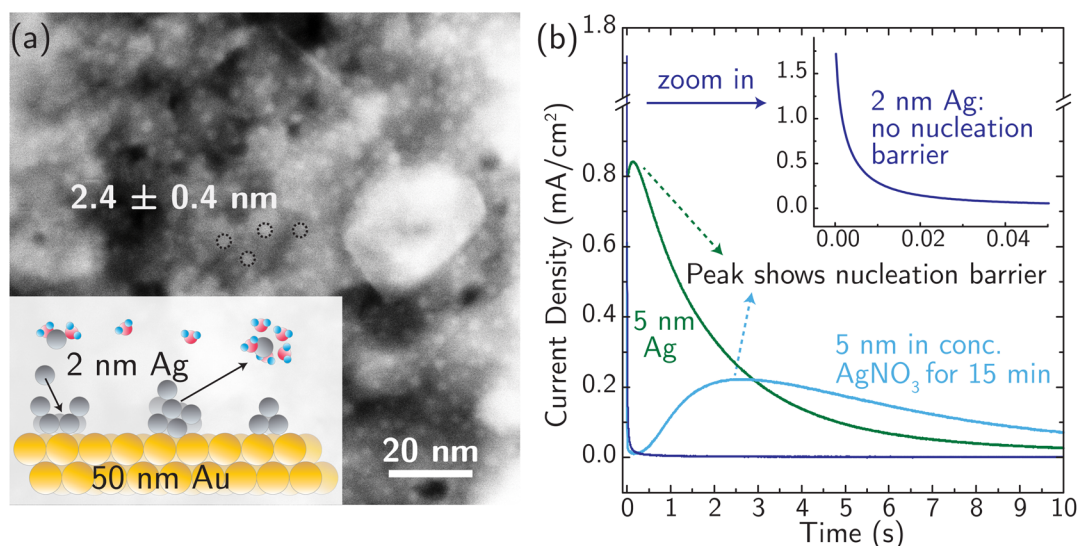 (a)
2.4 ± 0.4 nm
2 nm Ag
50 nm Au
20 nm
(b)
Current Density (mA/cm²)
1.8
0.8
0.6
0.4
0.2
0.0
zoom in
1.5
1.0
0.5
0.0
0.00 0.02 0.04
2 nm Ag:
no nucleation
barrier
Peak shows nucleation barrier
5 nm
Ag
5 nm in conc.
AgNO₃ for 15 min
0 1 2 3 4 5 6 7 8 9 10
Time (s)